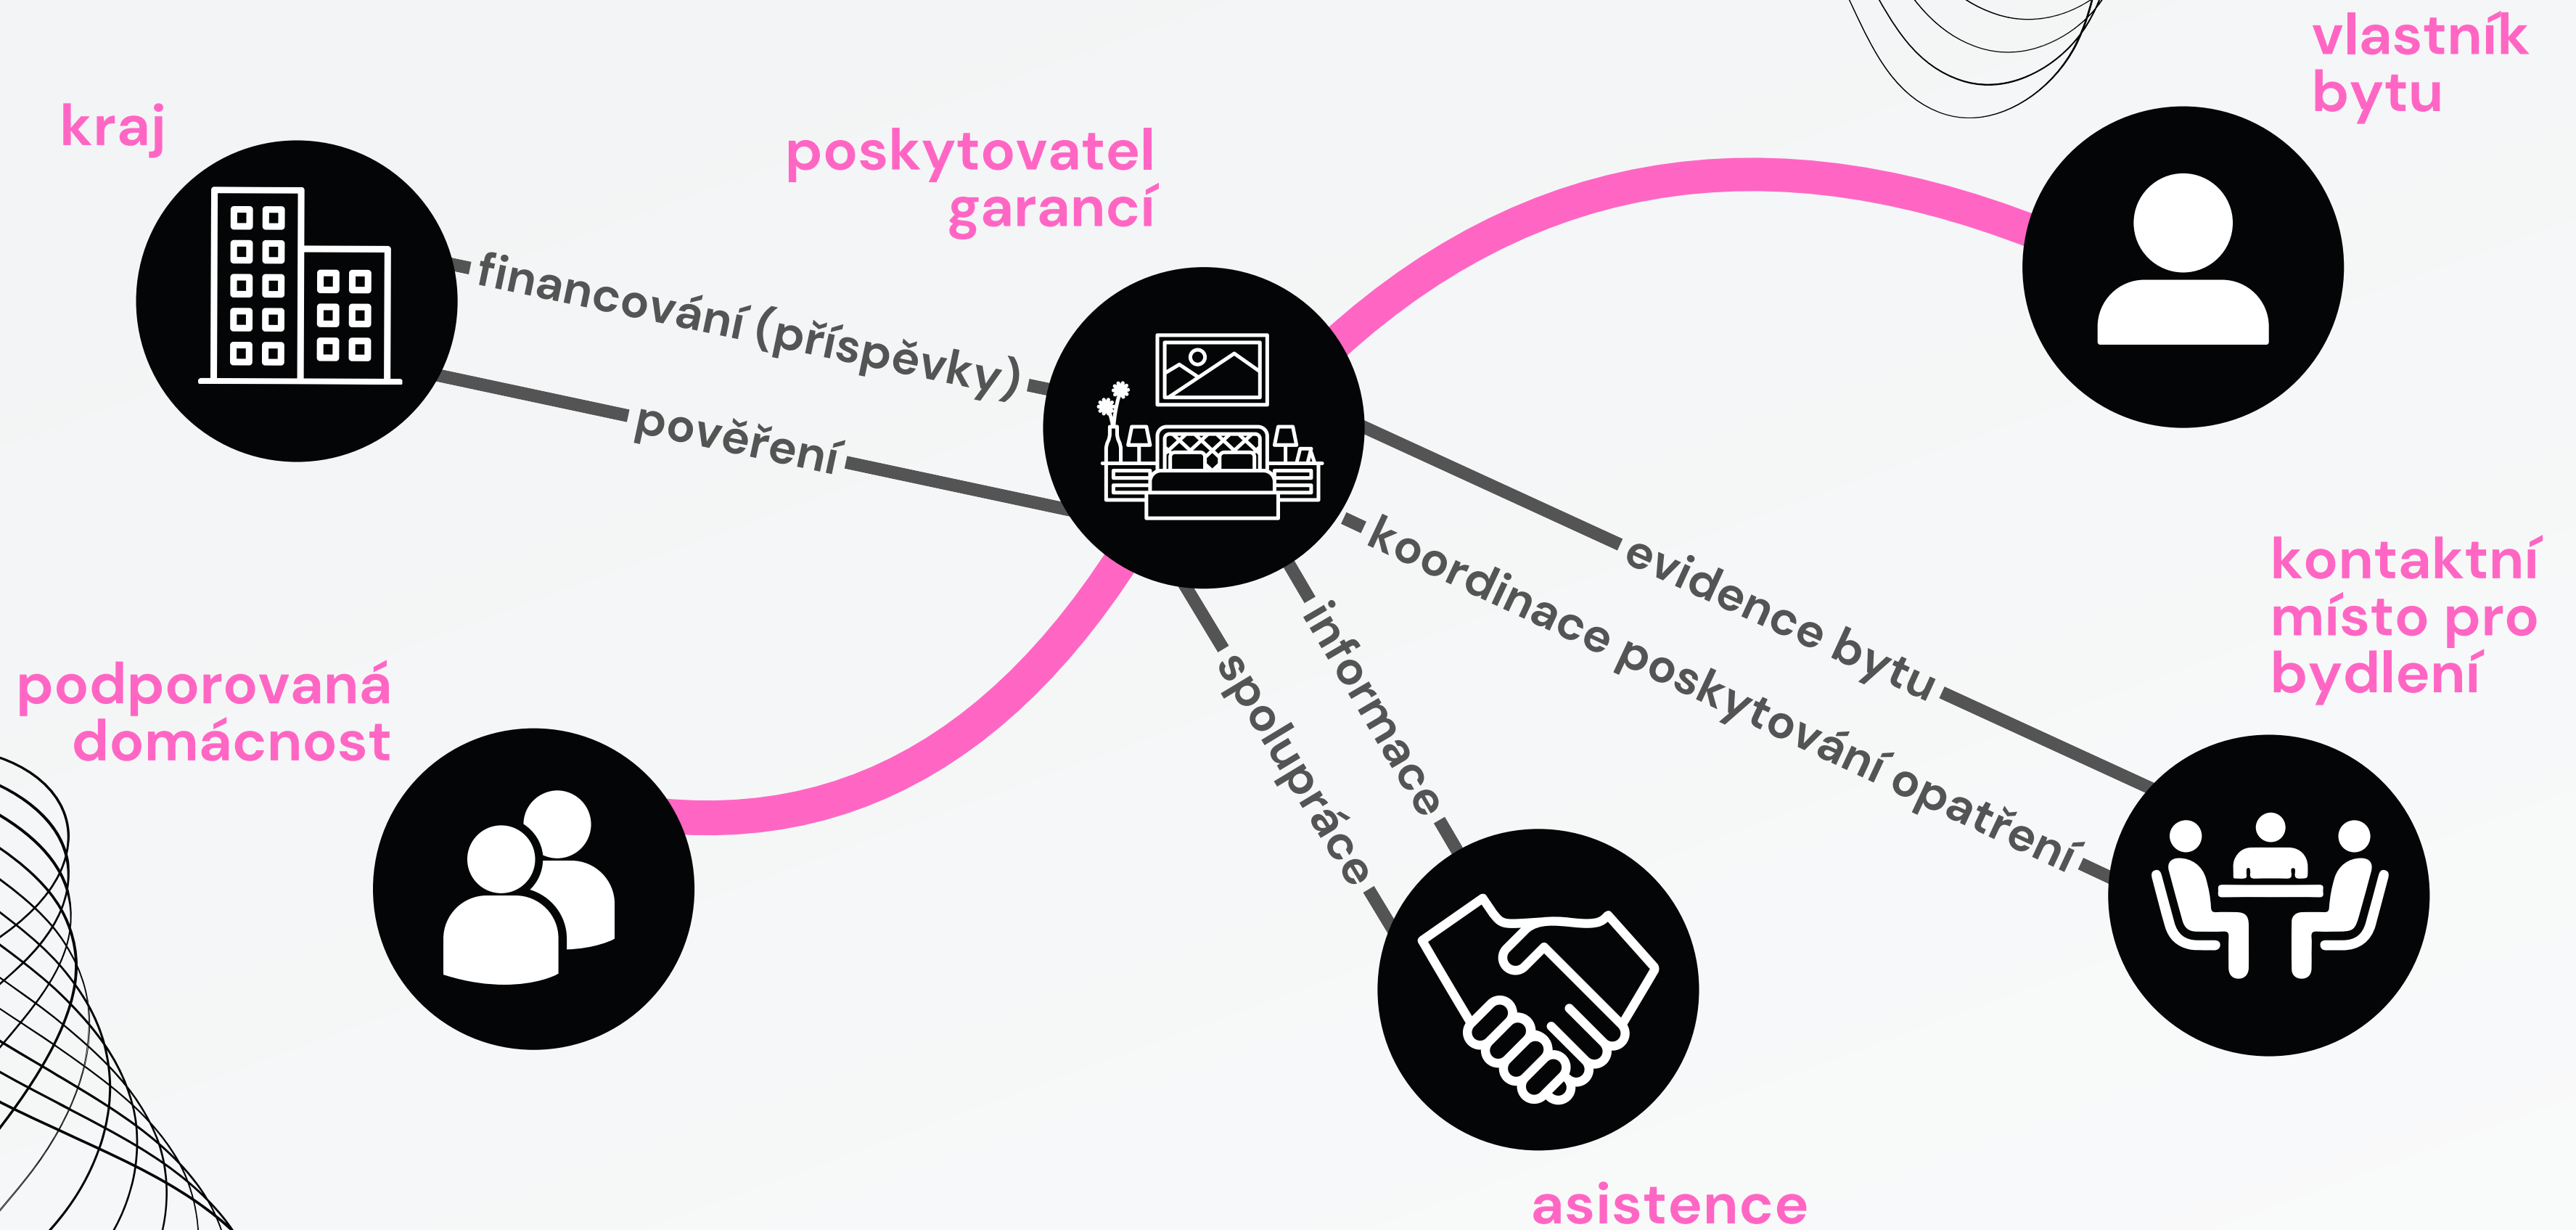 kraj
poskytovatel
garancí
vlastník
bytu
financování (příspěvky)
pověření
evidence bytu
koordinace poskytování opatření
informace
spolupráce
kontaktní
místo pro
bydlení
podporovaná
domácnost
asistence